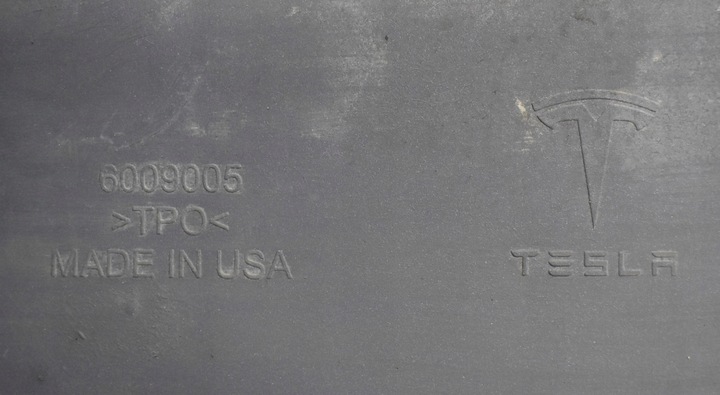 6009005
>TPO<
MADE IN USA
TESLA